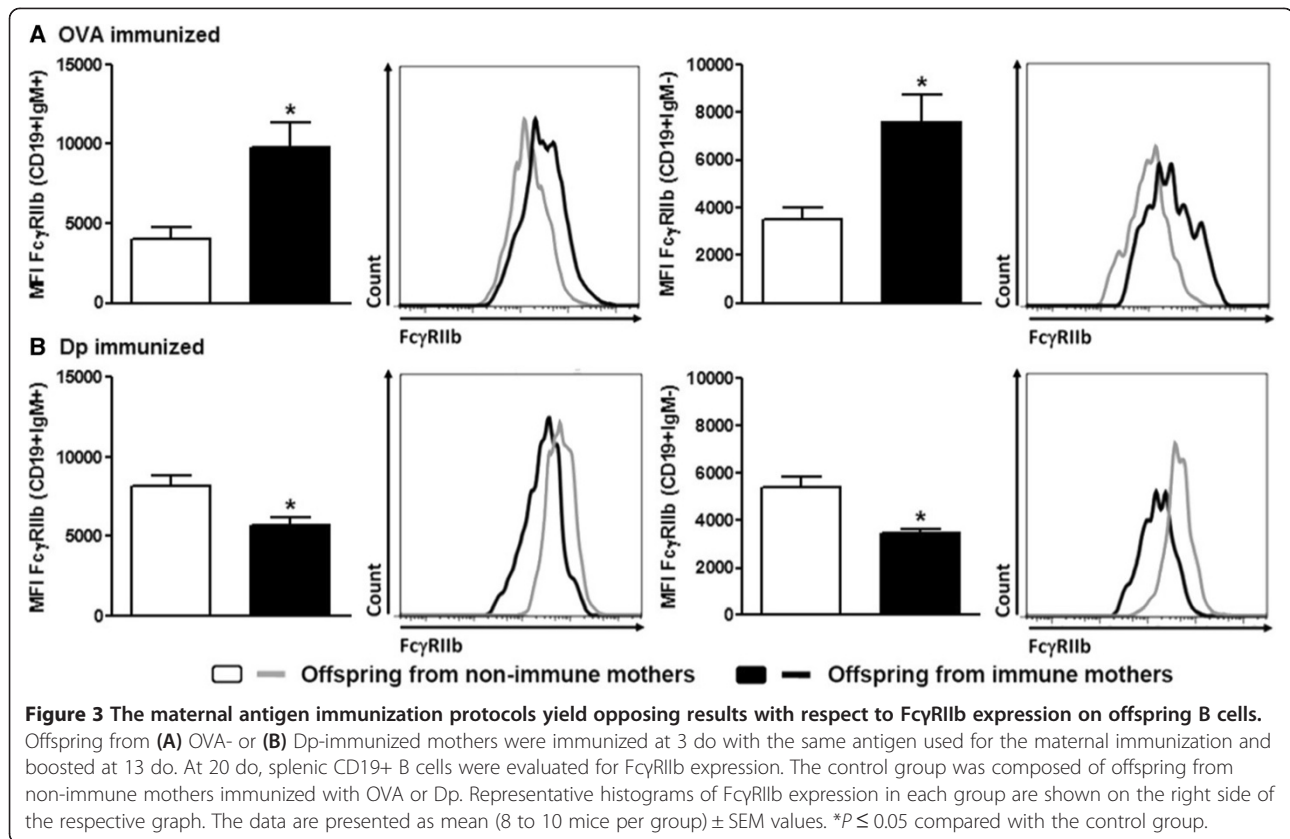 A OVA immunized
MFI FcγRIIb (CD19+IgM+)
15000
10000
5000
0
*
Count
FcγRIIb
MFI FcγRIIb (CD19+IgM-)
10000
8000
6000
4000
2000
0
*
Count
FcγRIIb
B Dp immunized
MFI FcγRIIb (CD19+IgM+)
15000
10000
5000
0
*
Count
FcγRIIb
MFI FcγRIIb (CD19+IgM-)
10000
8000
6000
4000
2000
0
*
Count
FcγRIIb
Offspring from non-immune mothers
Offspring from immune mothers
Figure 3 The maternal antigen immunization protocols yield opposing results with respect to FcγRIIb expression on offspring B cells.
Offspring from (A) OVA- or (B) Dp-immunized mothers were immunized at 3 do with the same antigen used for the maternal immunization and
boosted at 13 do. At 20 do, splenic CD19+ B cells were evaluated for FcγRIIb expression. The control group was composed of offspring from
non-immune mothers immunized with OVA or Dp. Representative histograms of FcγRIIb expression in each group are shown on the right side of
the respective graph. The data are presented as mean (8 to 10 mice per group) ± SEM values. *P ≤ 0.05 compared with the control group.